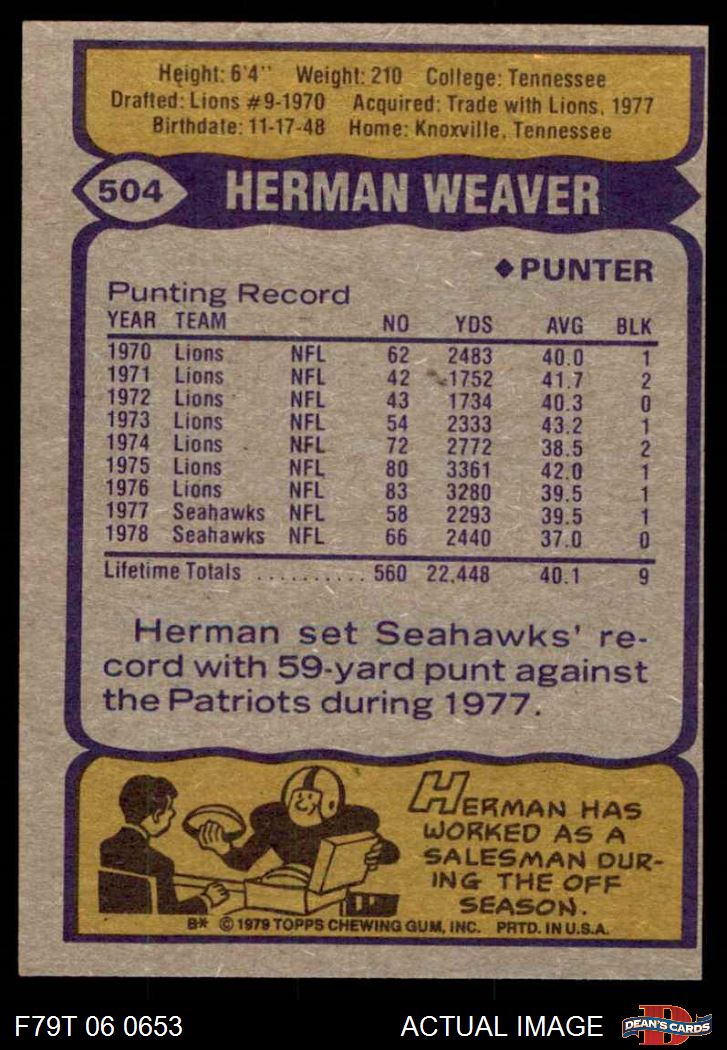 Height: 6'4'' Weight: 210 College: Tennessee
Drafted: Lions #9-1970 Acquired: Trade with Lions, 1977
Birthdate: 11-17-48 Home: Knoxville, Tennessee
504 HERMAN WEAVER
◆PUNTER
Punting Record
YEAR TEAM NO YDS AVG BLK
1970 Lions NFL 62 2483 40.0 1
1971 Lions NFL 42 1752 41.7 2
1972 Lions NFL 43 1734 40.3 0
1973 Lions NFL 54 2333 43.2 1
1974 Lions NFL 72 2772 38.5 2
1975 Lions NFL 80 3361 42.0 1
1976 Lions NFL 83 3280 39.5 1
1977 Seahawks NFL 58 2293 39.5 1
1978 Seahawks NFL 66 2440 37.0 0
Lifetime Totals .......... 560 22,448 40.1 9
Herman set Seahawks' re-
cord with 59-yard punt against
the Patriots during 1977.
HERMAN HAS
WORKED AS A
SALESMAN DUR-
ING THE OFF
SEASON.
B* © 1979 TOPPS CHEWING GUM, INC. PRTD. IN U.S.A.
F79T 06 0653 ACTUAL IMAGE
D
DEAN'S CARDS